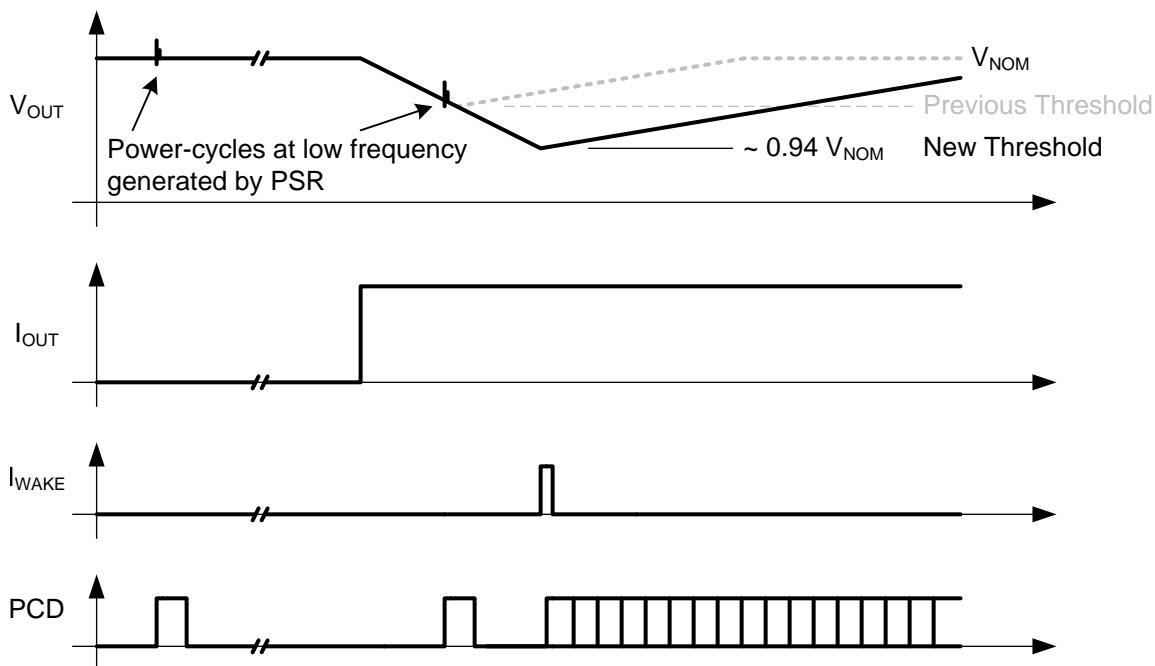 V_NOM
V_OUT
Previous Threshold
Power-cycles at low frequency
generated by PSR
~ 0.94 V_NOM
New Threshold
I_OUT
I_WAKE
PCD